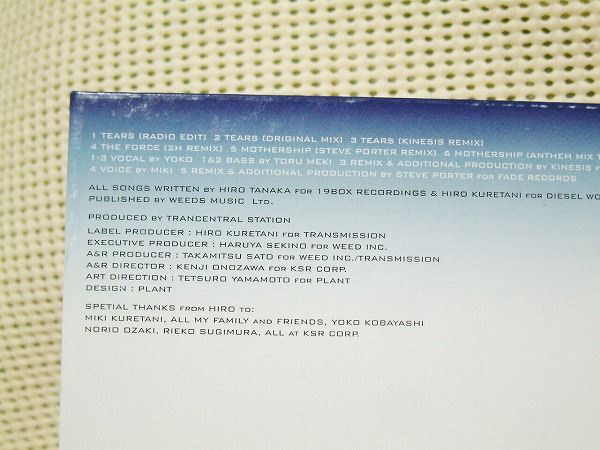 1 TEARS [RADIO EDIT] 2 TEARS [ORIGINAL MIX] 3 TEARS [KINESIS REMIX]
4 THE FORCE [2H REMIX] 5 MOTHERSHIP [STEVE PORTER REMIX] 6 MOTHERSHIP [ANTHEM MIX
1-3 VOCAL BY YOKO 1&2 BASS BY TORU MEKI 3 REMIX & ADDITIONAL PRODUCTION BY KINESIS
4 VOICE BY MIKI 5 REMIX & ADDITIONAL PRODUCTION BY STEVE PORTER FOR FADE RECORDS
ALL SONGS WRITTEN BY HIRO TANAKA FOR 19BOX RECORDINGS & HIRO KURETANI FOR DIESEL
PUBLISHED BY WEEDS MUSIC LTD.
PRODUCED BY TRANCENTRAL STATION
LABEL PRODUCER : HIRO KURETANI FOR TRANSMISSION
EXECUTIVE PRODUCER : HARUYA SEKINO FOR WEED INC.
A&R PRODUCER : TAKAMITSU SATO FOR WEED INC./TRANSMISSION
A&R DIRECTOR : KENJI ONOZAWA FOR KSR CORP.
ART DIRECTION : TETSURO YAMAMOTO FOR PLANT
DESIGN : PLANT
SPETIAL THANKS FROM HIRO TO:
MIKI KURETANI, ALL MY FAMILY AND FRIENDS, YOKO KOBAYASHI
NORIO OZAKI, RIEKO SUGIMURA, ALL AT KSR CORP.